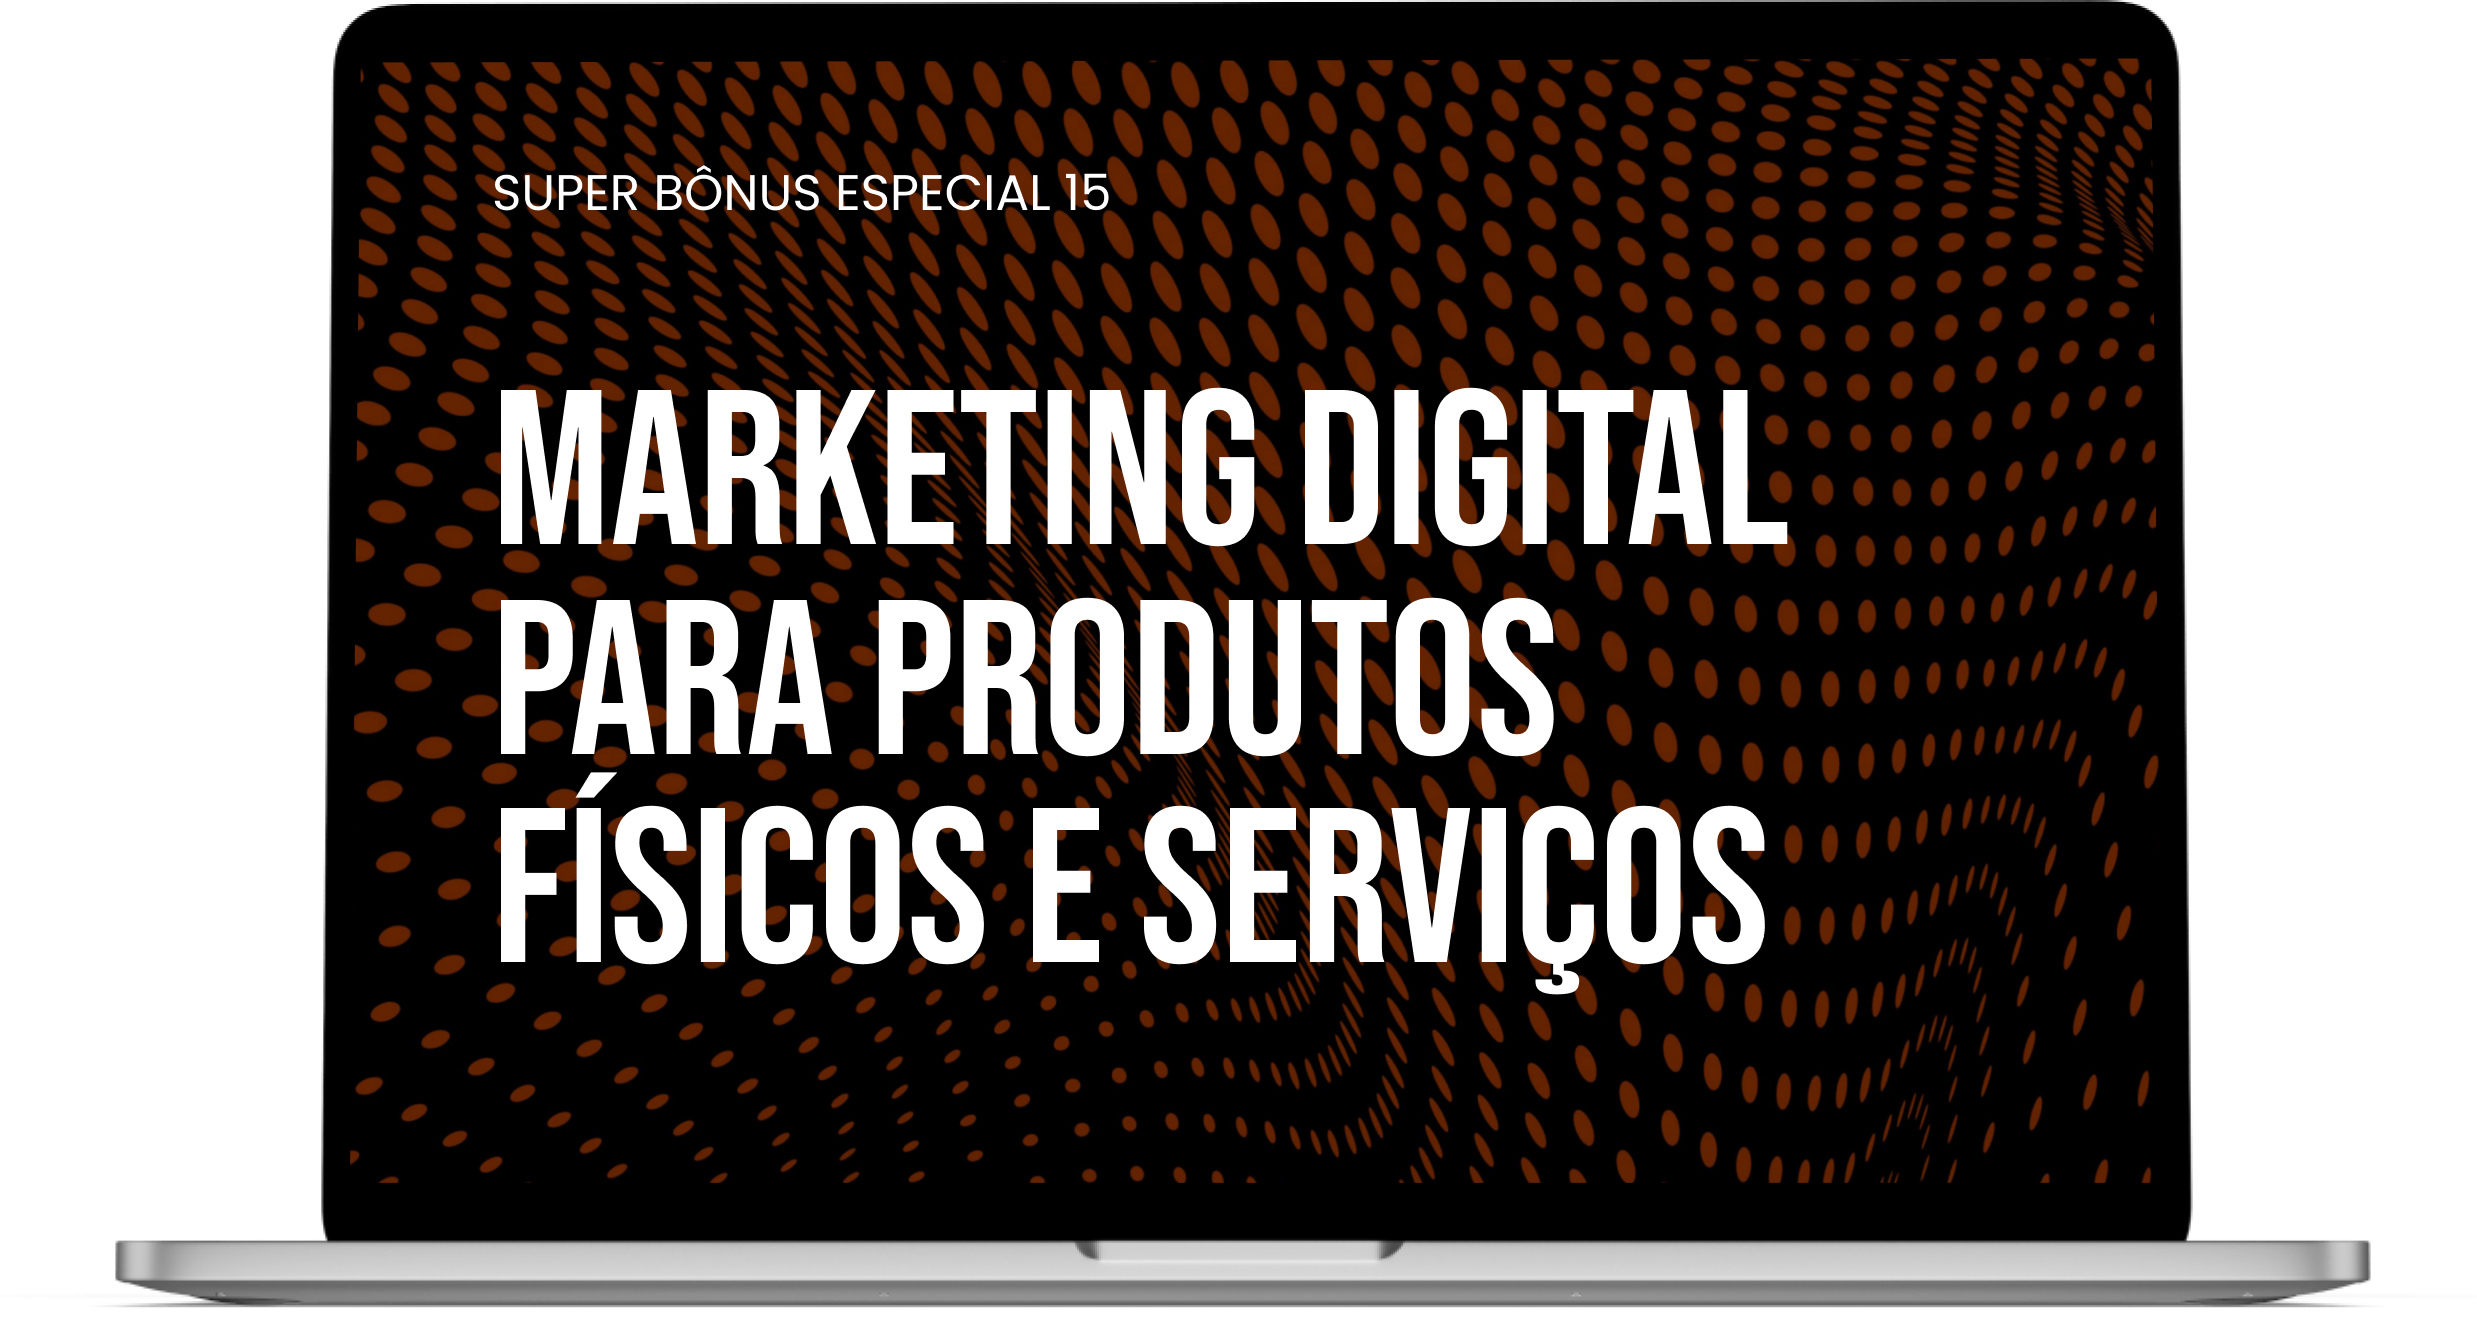 SUPER BÔNUS ESPECIAL 15
MARKETING DIGITAL
PARA PRODUTOS
FÍSICOS E SERVIÇOS